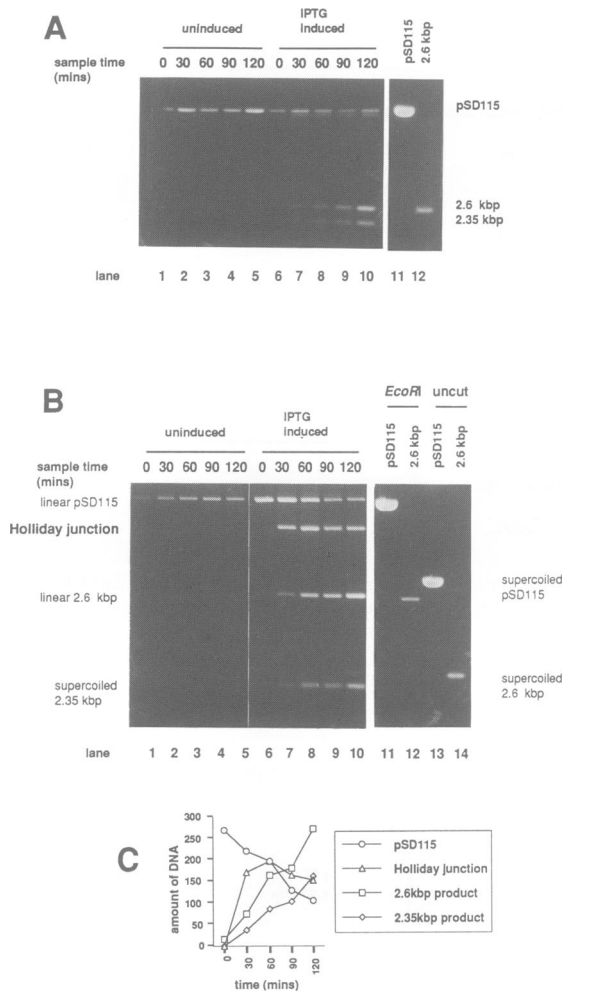 A
uninduced
IPTG
Induced
pSD115
2.6 kbp
sample time
(mins)
0 30 60 90 120 0 30 60 90 120
pSD115
2.6 kbp
2.35 kbp
lane 1 2 3 4 5 6 7 8 9 10 11 12
B
EcoRI uncut
IPTG
induced
uninduced
pSD115
2.6 kbp
pSD115
2.6 kbp
sample time
(mins)
0 30 60 90 120 0 30 60 90 120
linear pSD115
Holliday junction
linear 2.6 kbp
supercoiled
2.35 kbp
supercoiled
pSD115
supercoiled
2.6 kbp
lane 1 2 3 4 5 6 7 8 9 10 11 12 13 14
C
amount of DNA
300
250
200
150
100
50
0
0 30 60 90 120
time (mins)
pSD115
Holliday junction
2.6kbp product
2.35kbp product